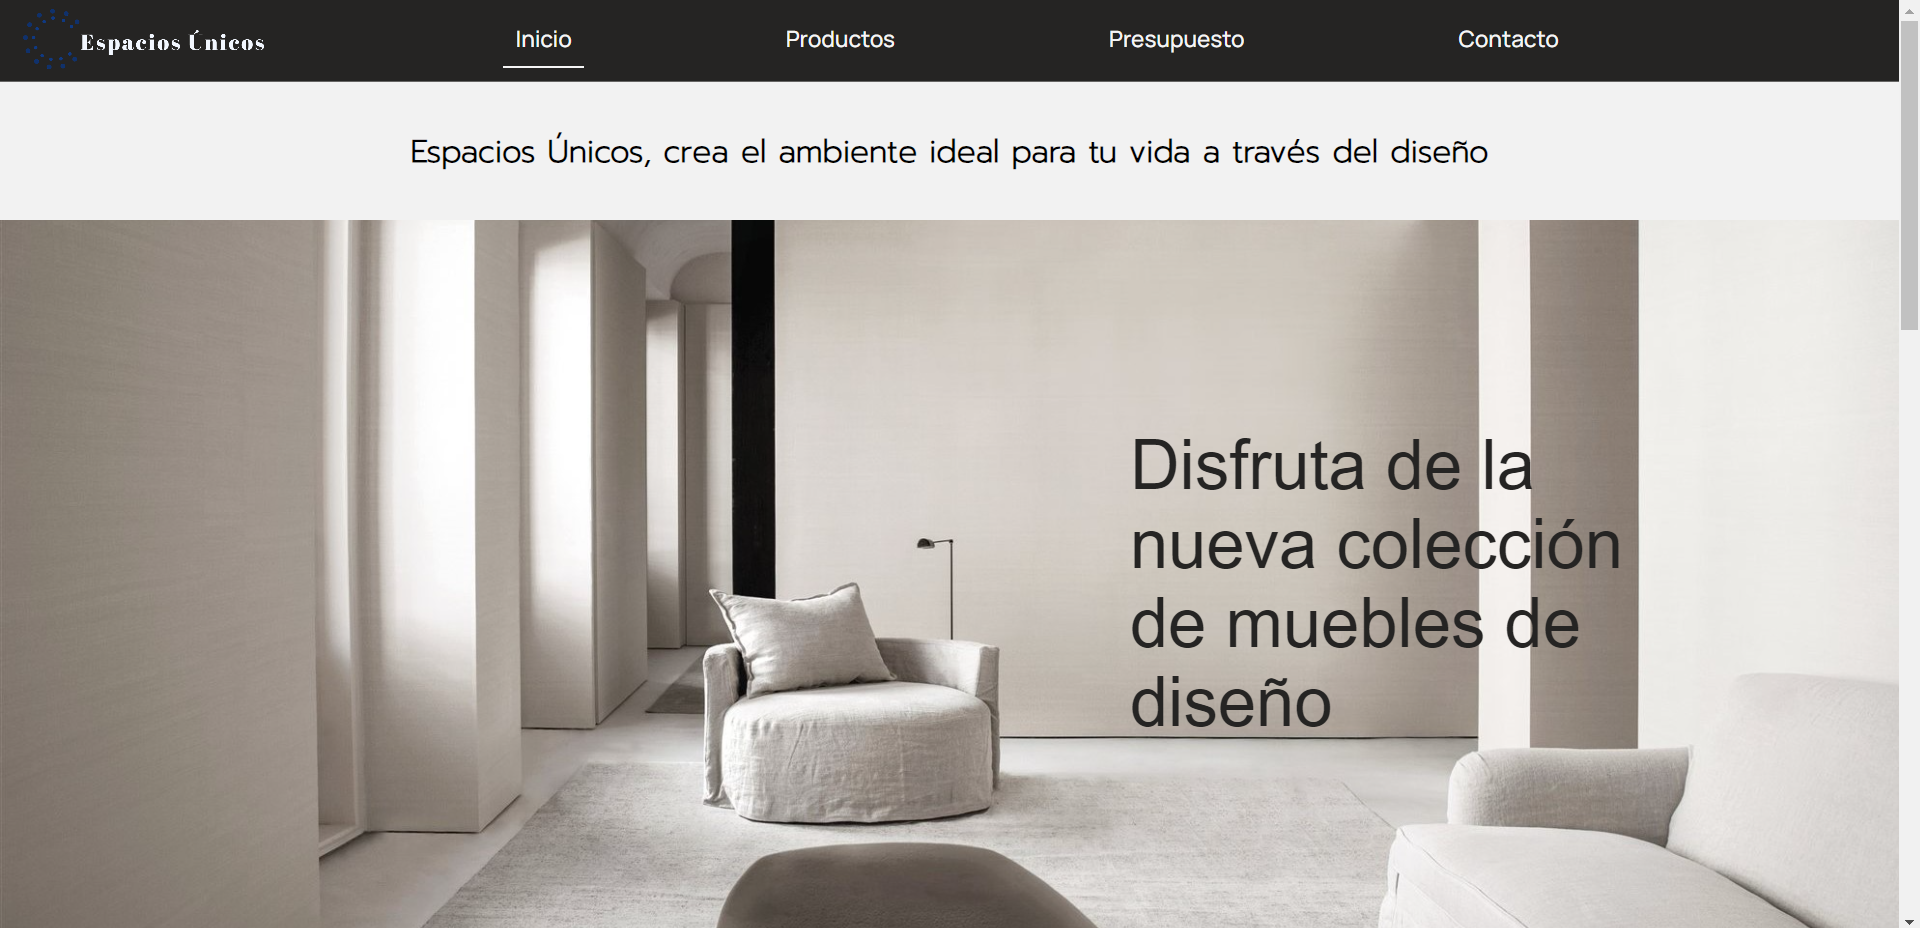 Espacios Únicos
Inicio
Productos
Presupuesto
Contacto
Espacios Únicos, crea el ambiente ideal para tu vida a través del diseño
Disfruta de la
nueva colección
de muebles de
diseño